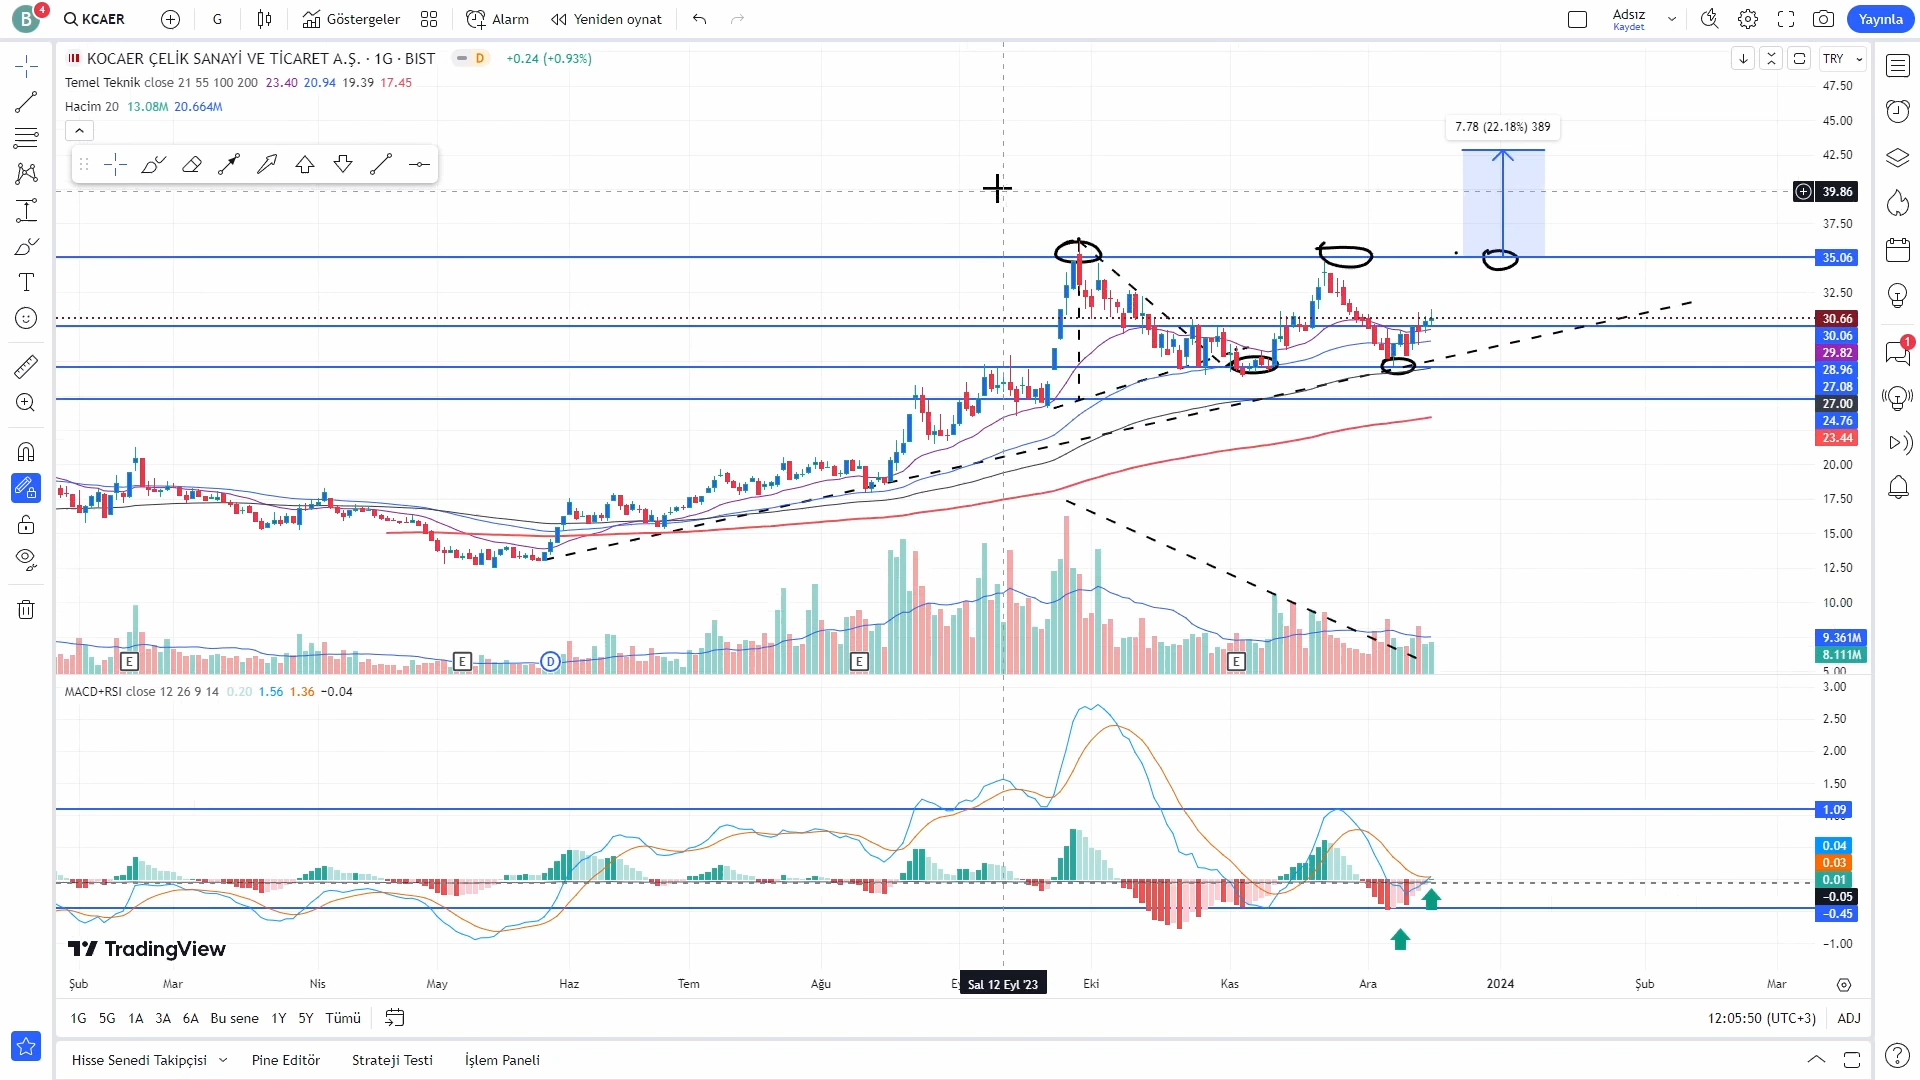 B 4 KCAER G Göstergeler Alarm Yeniden oynat Adsız Kaydet Yayınla
KOCAER ÇELİK SANAYİ VE TİCARET A.Ş. · 1G · BIST D +0.24 (+0.93%)
TRY
Temel Teknik close 21 55 100 200 23.40 20.94 19.39 17.45
Hacim 20 13.08M 20.664M
7.78 (22.18%) 389
47.50
45.00
42.50
39.86
37.50
35.06
32.50
30.66
30.06
29.82
28.96
27.08
27.00
24.76
23.44
20.00
17.50
15.00
12.50
10.00
9.361M
8.111M
5.00
E E D E E
MACD+RSI close 12 26 9 14 0.20 1.56 1.36 −0.04
3.00
2.50
2.00
1.50
1.09
0.04
0.03
0.01
−0.05
−0.45
−1.00
TradingView
Şub Mar Nis May Haz Tem Ağu Sal 12 Eyl '23 Eki Kas Ara 2024 Şub Mar
1G 5G 1A 3A 6A Bu sene 1Y 5Y Tümü 12:05:50 (UTC+3) ADJ
Hisse Senedi Takipçisi Pine Editör Strateji Testi İşlem Paneli
1